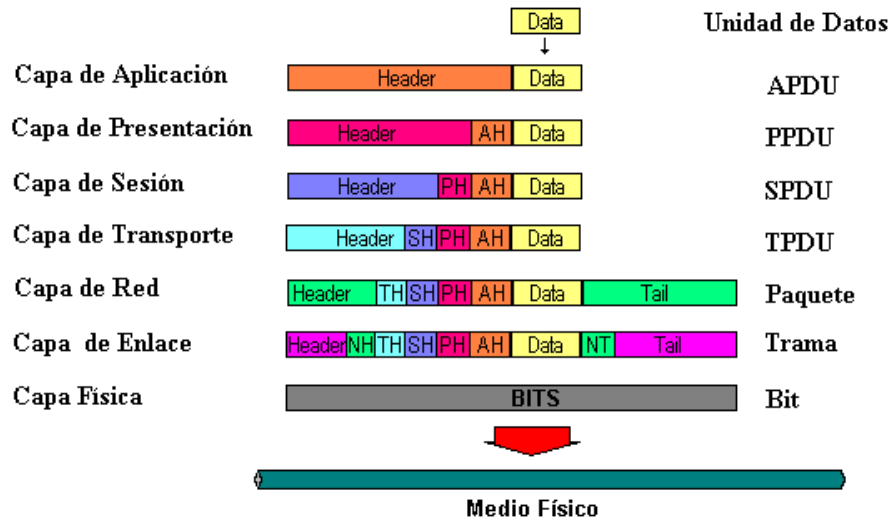 Data Unidad de Datos
Capa de Aplicación Header Data APDU
Capa de Presentación Header AH Data PPDU
Capa de Sesión Header PH AH Data SPDU
Capa de Transporte Header SH PH AH Data TPDU
Capa de Red Header TH SH PH AH Data Tail Paquete
Capa de Enlace Header NH TH SH PH AH Data NT Tail Trama
Capa Física BITS Bit
Medio Físico